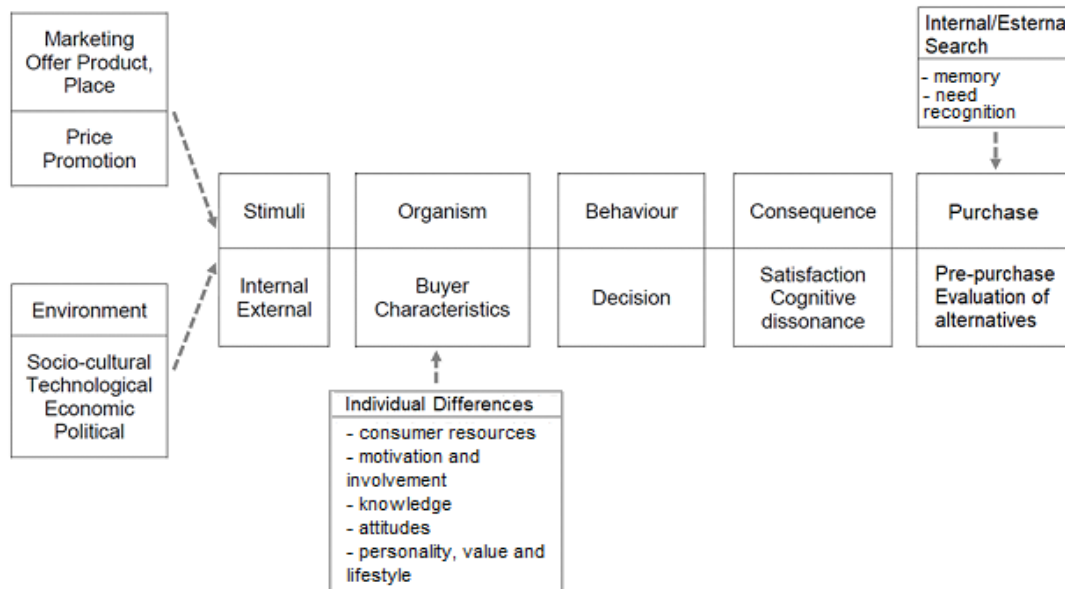 Marketing
Offer Product,
Place
Price
Promotion
Environment
Socio-cultural
Technological
Economic
Political
Stimuli
Internal
External
Organism
Buyer
Characteristics
Individual Differences
- consumer resources
- motivation and
involvement
- knowledge
- attitudes
- personality, value and
lifestyle
Behaviour
Decision
Consequence
Satisfaction
Cognitive
dissonance
Internal/Esternal
Search
- memory
- need
recognition
Purchase
Pre-purchase
Evaluation of
alternatives